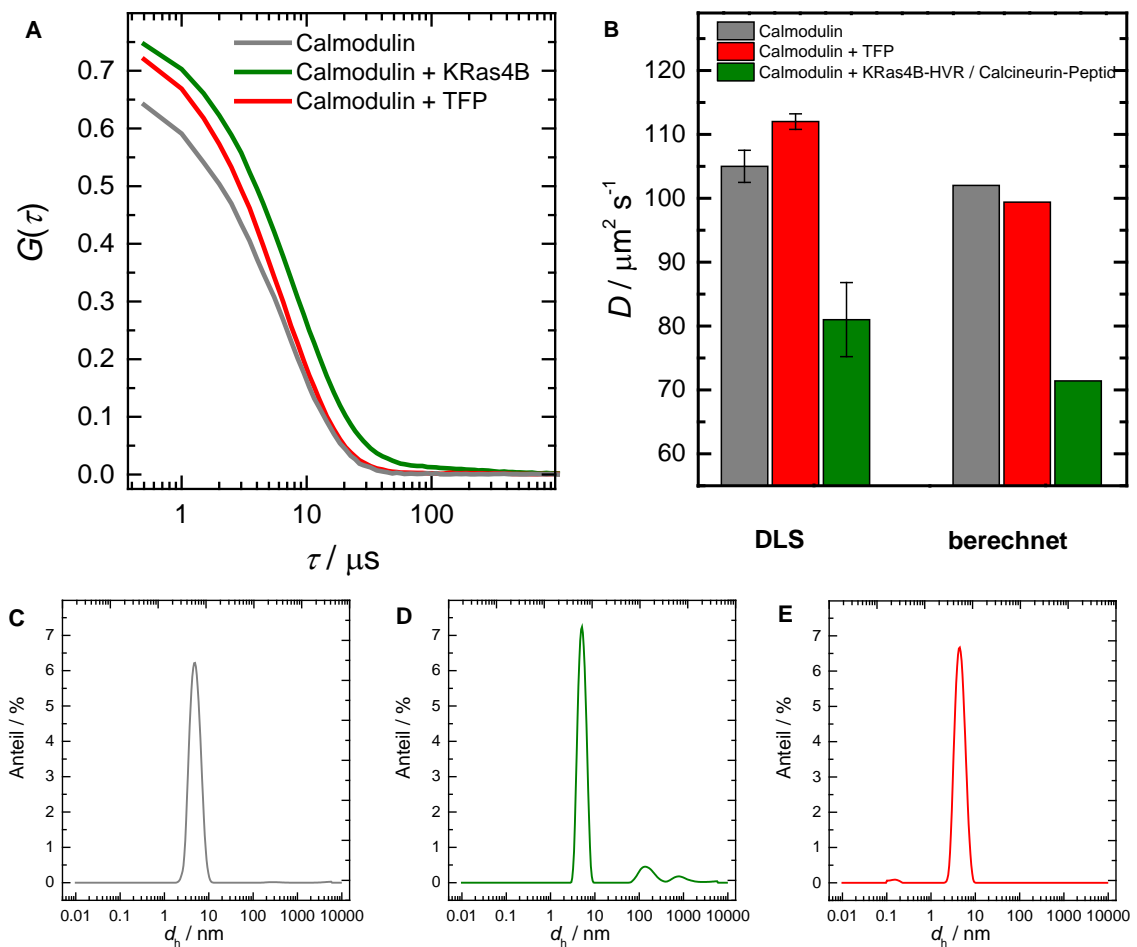 A
Calmodulin
Calmodulin + KRas4B
Calmodulin + TFP
0.7
0.6
0.5
0.4
0.3
0.2
0.1
0.0
G(τ)
1 10 100
τ / μs
B
Calmodulin
Calmodulin + TFP
Calmodulin + KRas4B-HVR / Calcineurin-Peptid
120
110
100
90
80
70
60
D / μm² s⁻¹
DLS berechnet
C
7
6
5
4
3
2
1
0
Anteil / %
0.01 0.1 1 10 100 1000 10000
dₕ / nm
D
7
6
5
4
3
2
1
0
Anteil / %
0.01 0.1 1 10 100 1000 10000
dₕ / nm
E
7
6
5
4
3
2
1
0
Anteil / %
0.01 0.1 1 10 100 1000 10000
dₕ / nm